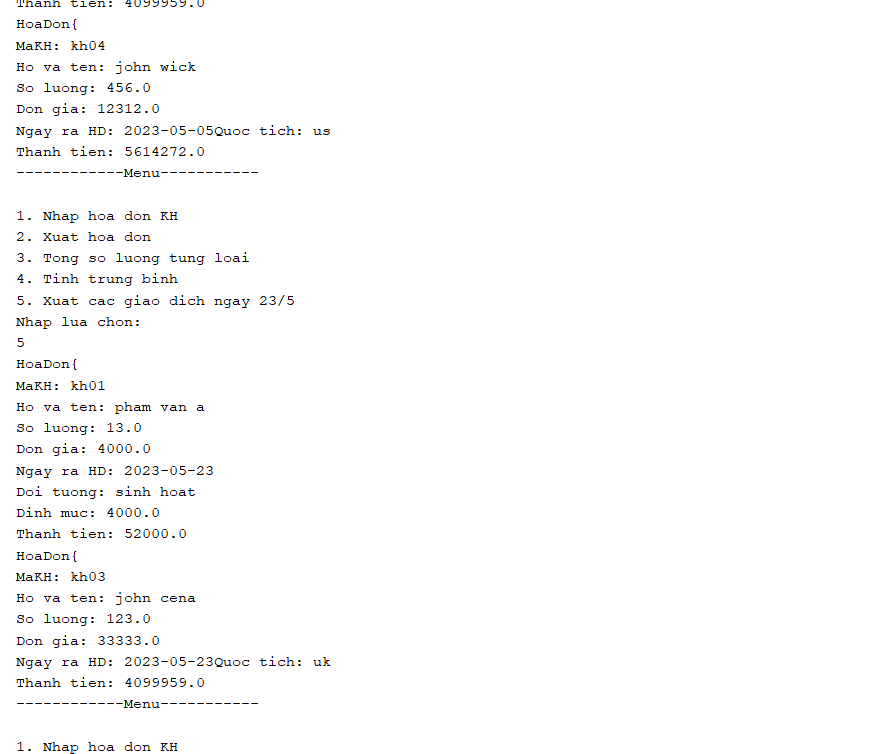 Thanh tien: 4099959.0
HoaDon{
MaKH: kh04
Ho va ten: john wick
So luong: 456.0
Don gia: 12312.0
Ngay ra HD: 2023-05-05Quoc tich: us
Thanh tien: 5614272.0
------------Menu-----------
1. Nhap hoa don KH
2. Xuat hoa don
3. Tong so luong tung loai
4. Tinh trung binh
5. Xuat cac giao dich ngay 23/5
Nhap lua chon:
5
HoaDon{
MaKH: kh01
Ho va ten: pham van a
So luong: 13.0
Don gia: 4000.0
Ngay ra HD: 2023-05-23
Doi tuong: sinh hoat
Dinh muc: 4000.0
Thanh tien: 52000.0
HoaDon{
MaKH: kh03
Ho va ten: john cena
So luong: 123.0
Don gia: 33333.0
Ngay ra HD: 2023-05-23Quoc tich: uk
Thanh tien: 4099959.0
------------Menu-----------
1. Nhap hoa don KH